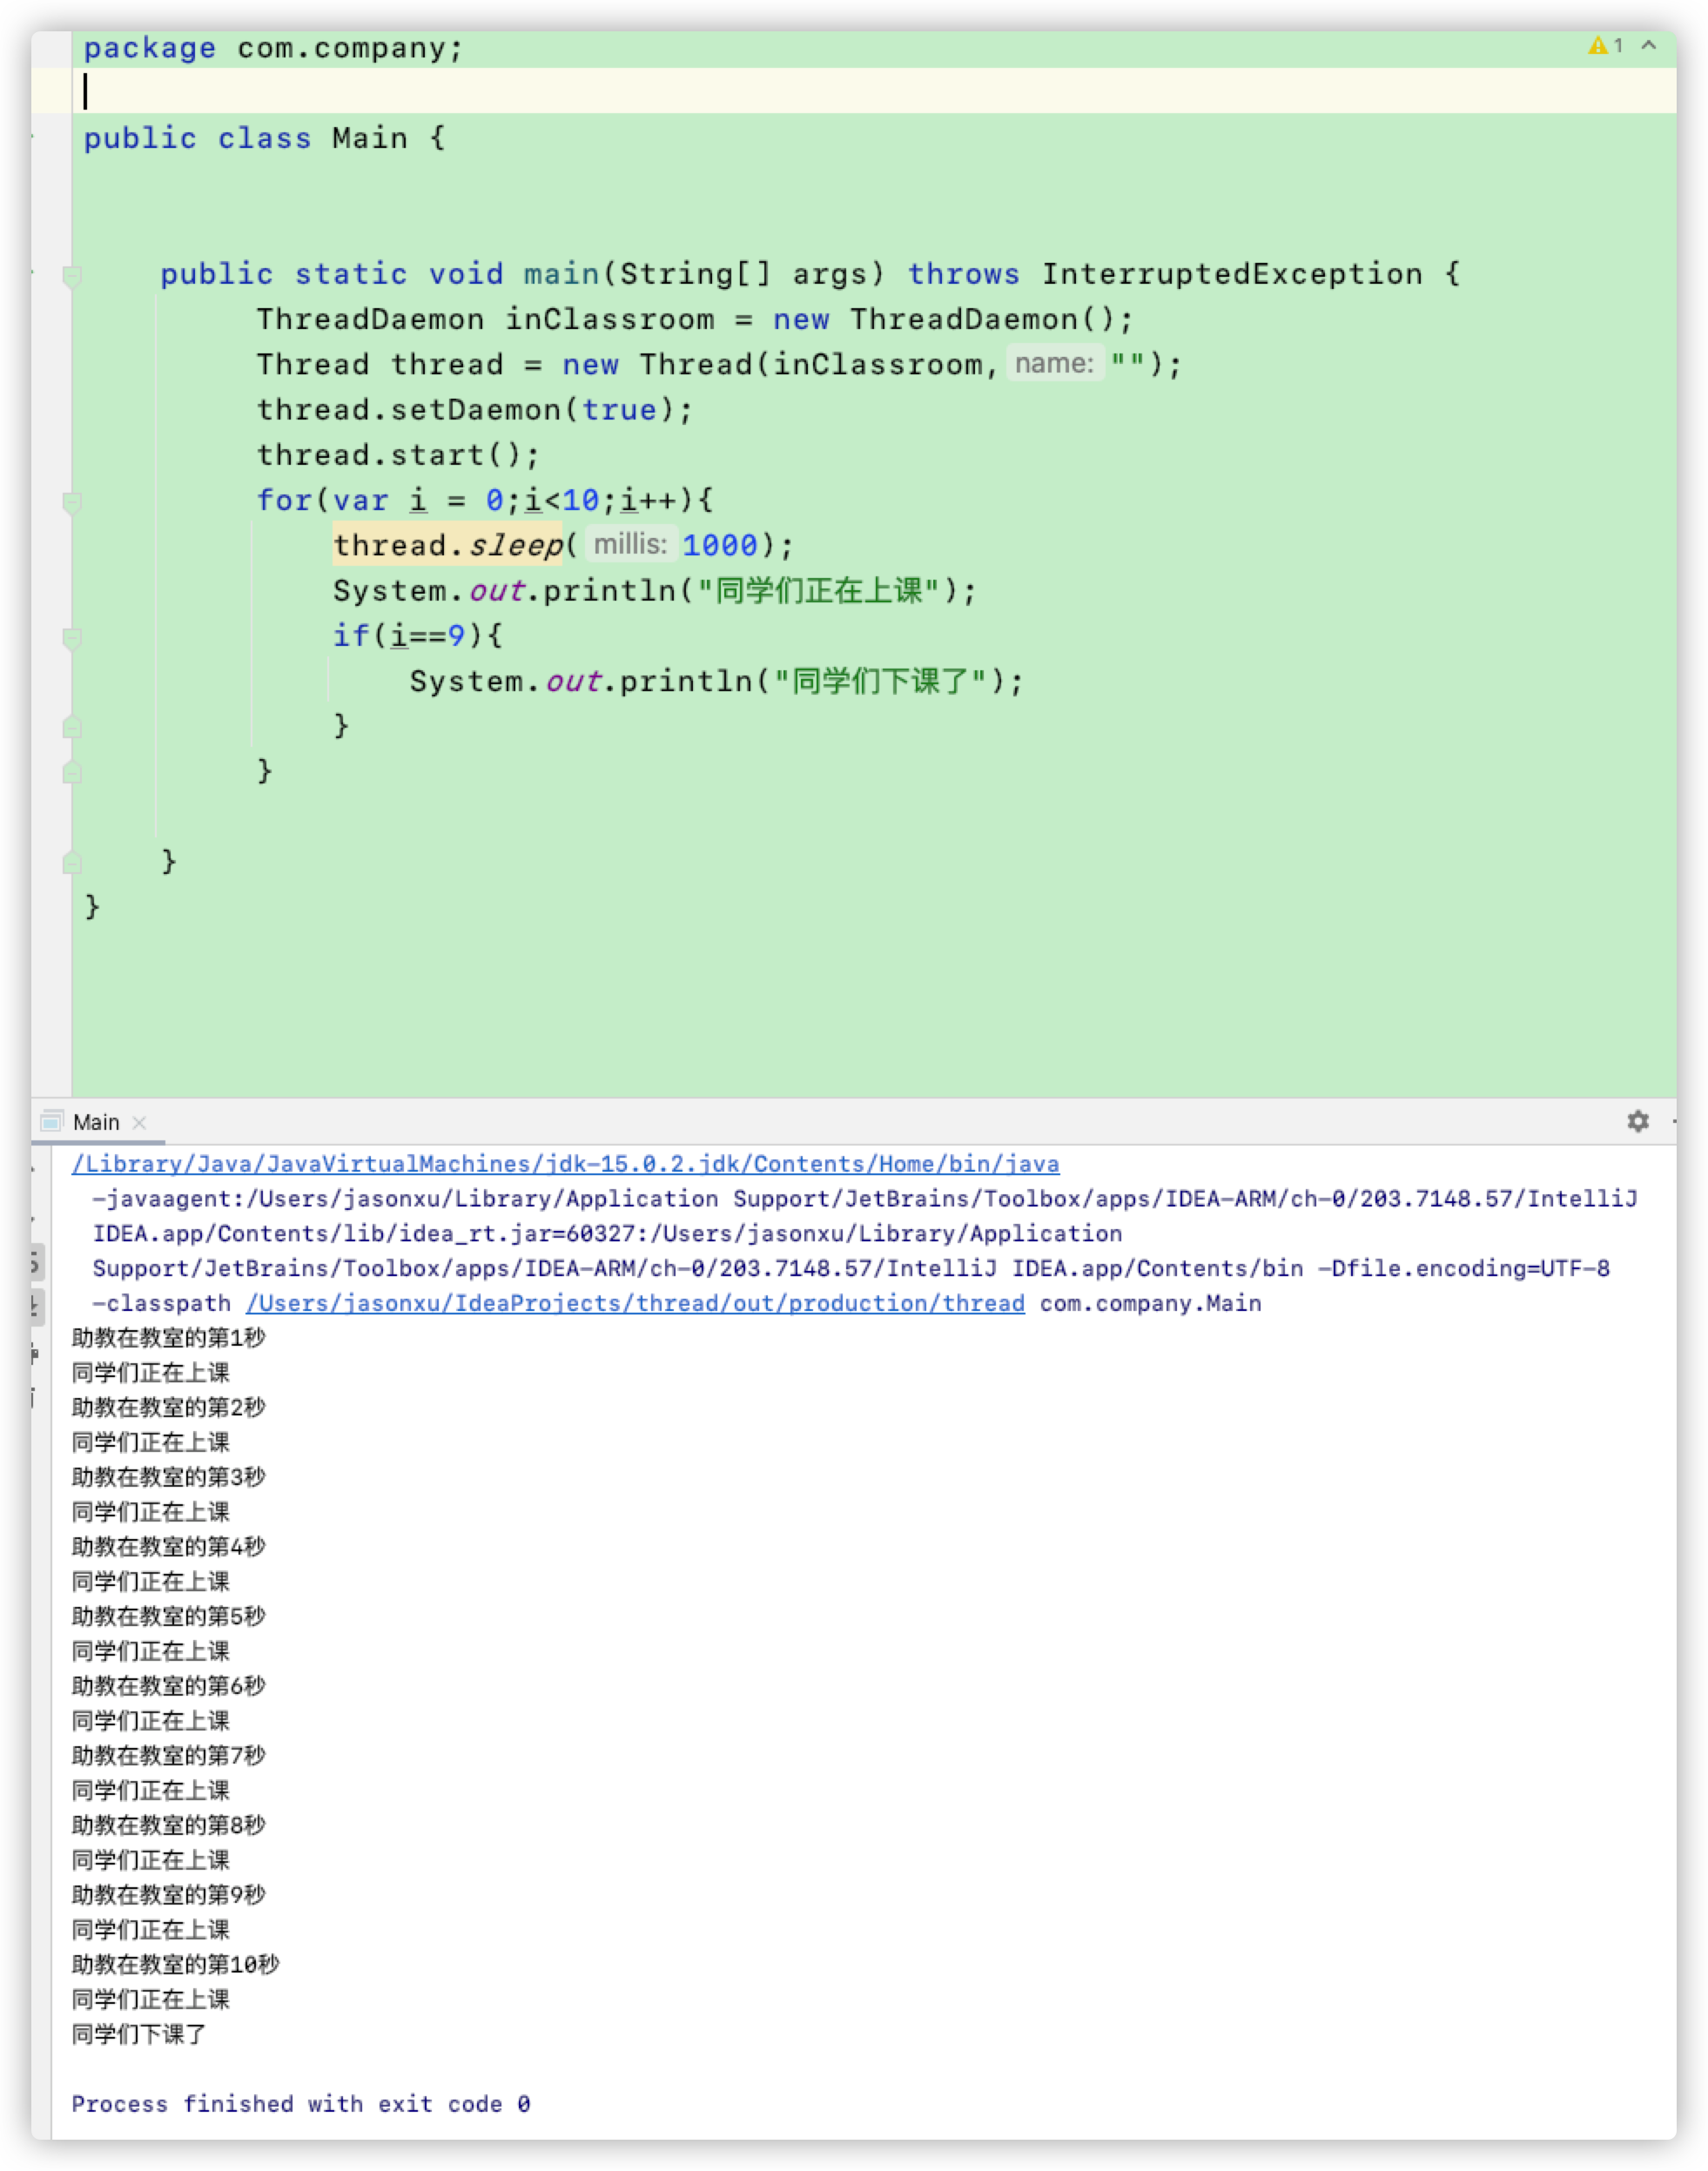 package com.company;
1
public class Main {
public static void main(String[] args) throws InterruptedException {
ThreadDaemon inClassroom = new ThreadDaemon();
Thread thread = new Thread(inClassroom, name: "");
thread.setDaemon(true);
thread.start();
for(var i = 0;i<10;i++){
thread.sleep( millis: 1000);
System.out.println("同学们正在上课");
if(i==9){
System.out.println("同学们下课了");
}
}
}
}
Main
/Library/Java/JavaVirtualMachines/jdk-15.0.2.jdk/Contents/Home/bin/java
-javaagent:/Users/jasonxu/Library/Application Support/JetBrains/Toolbox/apps/IDEA-ARM/ch-0/203.7148.57/IntelliJ
IDEA.app/Contents/lib/idea_rt.jar=60327:/Users/jasonxu/Library/Application
Support/JetBrains/Toolbox/apps/IDEA-ARM/ch-0/203.7148.57/IntelliJ IDEA.app/Contents/bin -Dfile.encoding=UTF-8
-classpath /Users/jasonxu/IdeaProjects/thread/out/production/thread com.company.Main
助教在教室的第1秒
同学们正在上课
助教在教室的第2秒
同学们正在上课
助教在教室的第3秒
同学们正在上课
助教在教室的第4秒
同学们正在上课
助教在教室的第5秒
同学们正在上课
助教在教室的第6秒
同学们正在上课
助教在教室的第7秒
同学们正在上课
助教在教室的第8秒
同学们正在上课
助教在教室的第9秒
同学们正在上课
助教在教室的第10秒
同学们正在上课
同学们下课了
Process finished with exit code 0